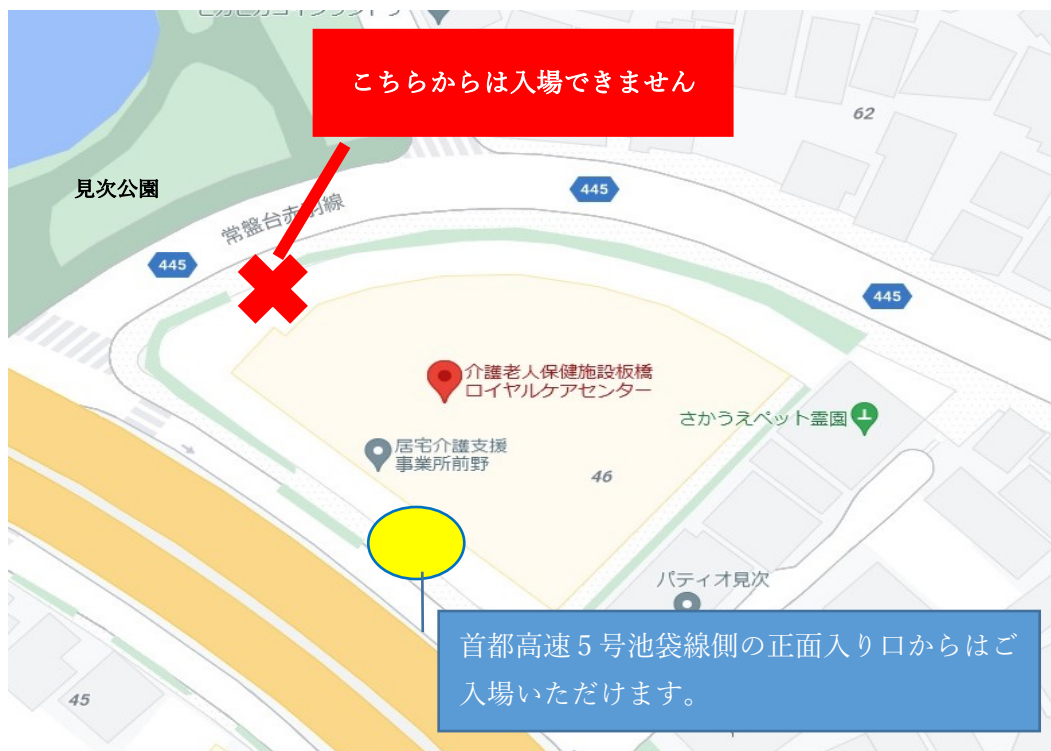 こちらからは入場できません
62
見次公園
445
常盤台赤羽線
445
445
445
介護老人保健施設板橋
ロイヤルケアセンター
さかうえペット霊園
居宅介護支援
事業所前野
46
パティオ見次
首都高速5号池袋線側の正面入り口からはご
入場いただけます。
45